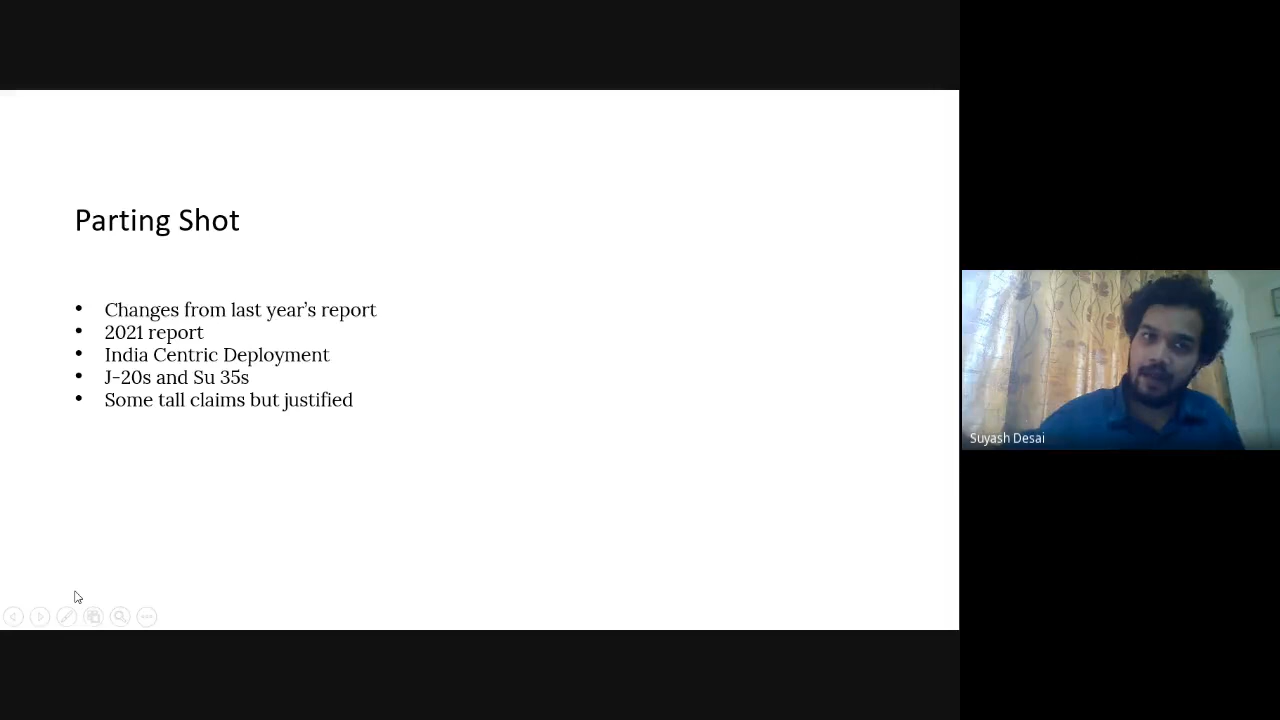 Parting Shot
• Changes from last year’s report
• 2021 report
• India Centric Deployment
• J-20s and Su 35s
• Some tall claims but justified
Suyash Desai